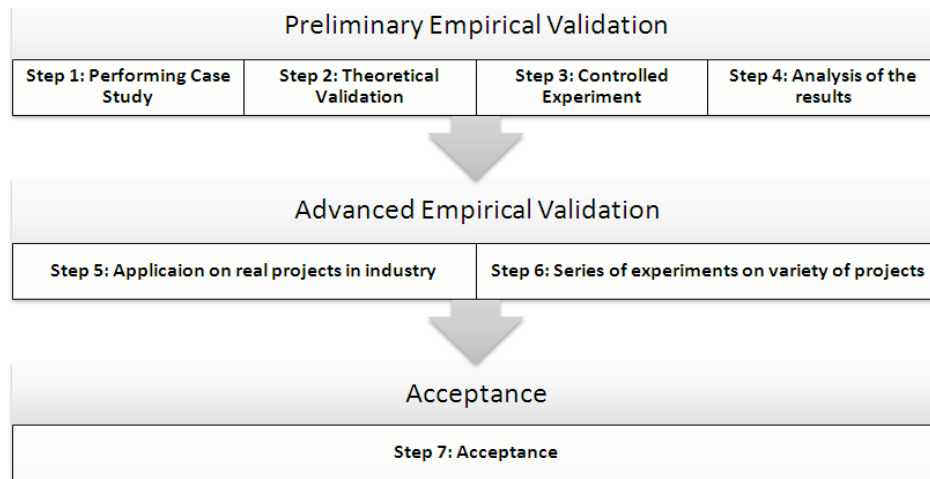 Preliminary Empirical Validation
Step 1: Performing Case
Study
Step 2: Theoretical
Validation
Step 3: Controlled
Experiment
Step 4: Analysis of the
results
Advanced Empirical Validation
Step 5: Applicaion on real projects in industry
Step 6: Series of experiments on variety of projects
Acceptance
Step 7: Acceptance